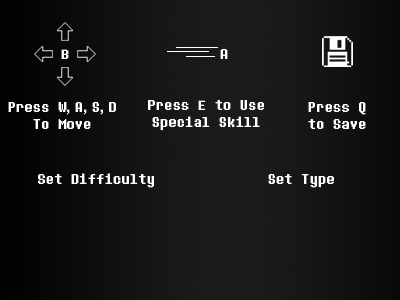 B
A
Press W,A,S,D
To Move
Press E to Use
Special Skill
Press Q
to Save
Set Difficulty
Set Type